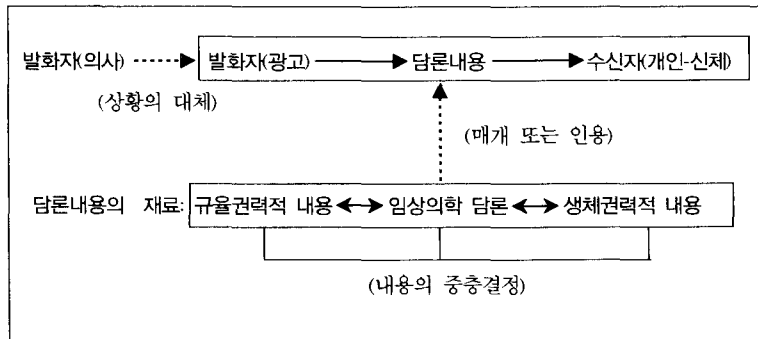 발화자(의사) 발화자(광고) 담론내용 수신자(개인-신체)
(상황의 대체)
(매개 또는 인용)
담론내용의 재료: 규율권력적 내용 임상의학 담론 생체권력적 내용
(내용의 중층결정)